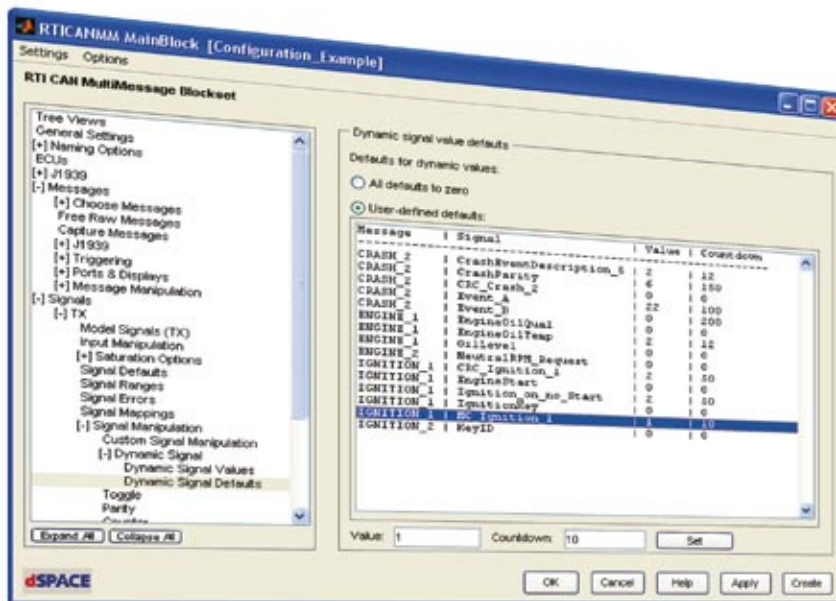 RTICANMM MainBlock [Configuration_Example]
Settings Options
RTI CAN MultiMessage Blockset
Tree Views
General Settings
[+] Naming Options
ECUs
[+] J1939
[-] Messages
[+] Choose Messages
Free Raw Messages
Capture Messages
[+] J1939
[+] Triggering
[+] Ports & Displays
[+] Message Manipulation
[-] Signals
[-] TX
Model Signals (TX)
Input Manipulation
[+] Saturation Options
Signal Defaults
Signal Ranges
Signal Errors
Signal Mappings
[-] Signal Manipulation
Custom Signal Manipulation
[-] Dynamic Signal
Dynamic Signal Values
Dynamic Signal Defaults
Toggle
Parity
Counter
Expand All Collapse All
Dynamic signal value defaults
Defaults for dynamic values:
All defaults to zero
User-defined defaults:
Message | Signal | Value | Countdown
CRASH_2 | CrashEventDescription_5 | 2 | 12
CRASH_2 | CrashParity | 6 | 150
CRASH_2 | CRC_Crash_2 | 0 | 0
CRASH_2 | Event_A | 22 | 100
CRASH_2 | Event_B | 0 | 200
ENGINE_1 | EngineOilQual | 0 | 0
ENGINE_1 | EngineOilTemp | 2 | 12
ENGINE_1 | OilLevel | 0 | 0
ENGINE_2 | NeutralRPM_Request | 0 | 0
IGNITION_1 | CRC_Ignition_1 | 2 | 50
IGNITION_1 | EngineStart | 0 | 0
IGNITION_1 | Ignition_on_no_Start | 2 | 50
IGNITION_1 | IgnitionKey | 0 | 0
IGNITION_1 | MC_Ignition_1 | 1 | 10
IGNITION_2 | KeyID | 0 | 0
Value: 1 Countdown: 10 Set
dSPACE
OK Cancel Help Apply Create